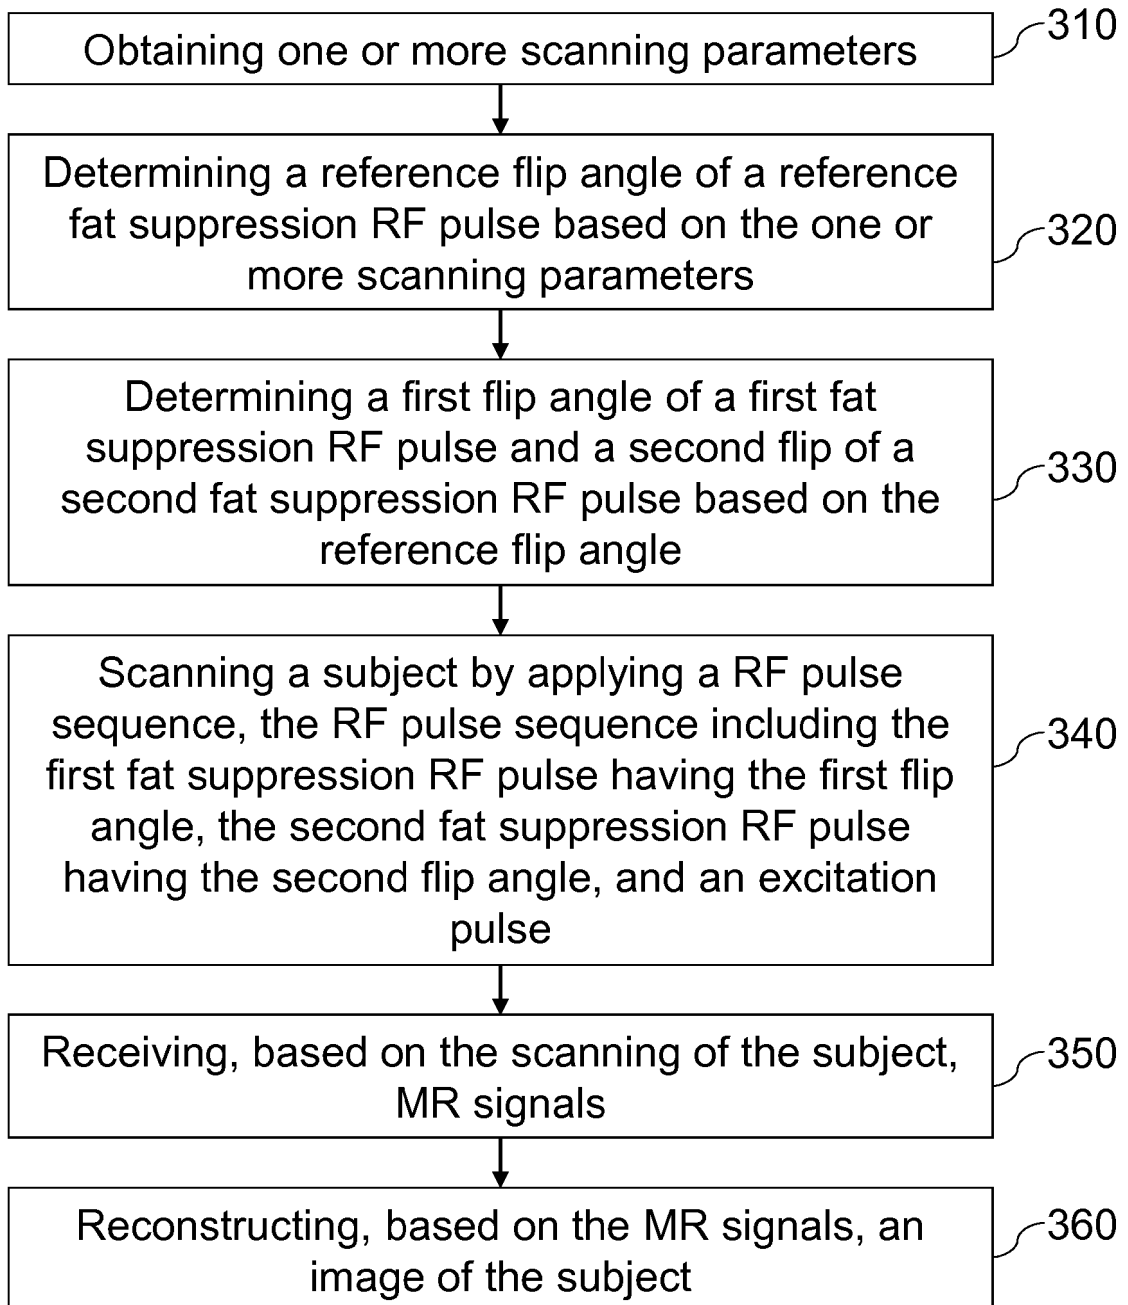 Obtaining one or more scanning parameters
310
Determining a reference flip angle of a reference
fat suppression RF pulse based on the one or
more scanning parameters
320
Determining a first flip angle of a first fat
suppression RF pulse and a second flip of a
second fat suppression RF pulse based on the
reference flip angle
330
Scanning a subject by applying a RF pulse
sequence, the RF pulse sequence including the
first fat suppression RF pulse having the first flip
angle, the second fat suppression RF pulse
having the second flip angle, and an excitation
pulse
340
Receiving, based on the scanning of the subject,
MR signals
350
Reconstructing, based on the MR signals, an
image of the subject
360